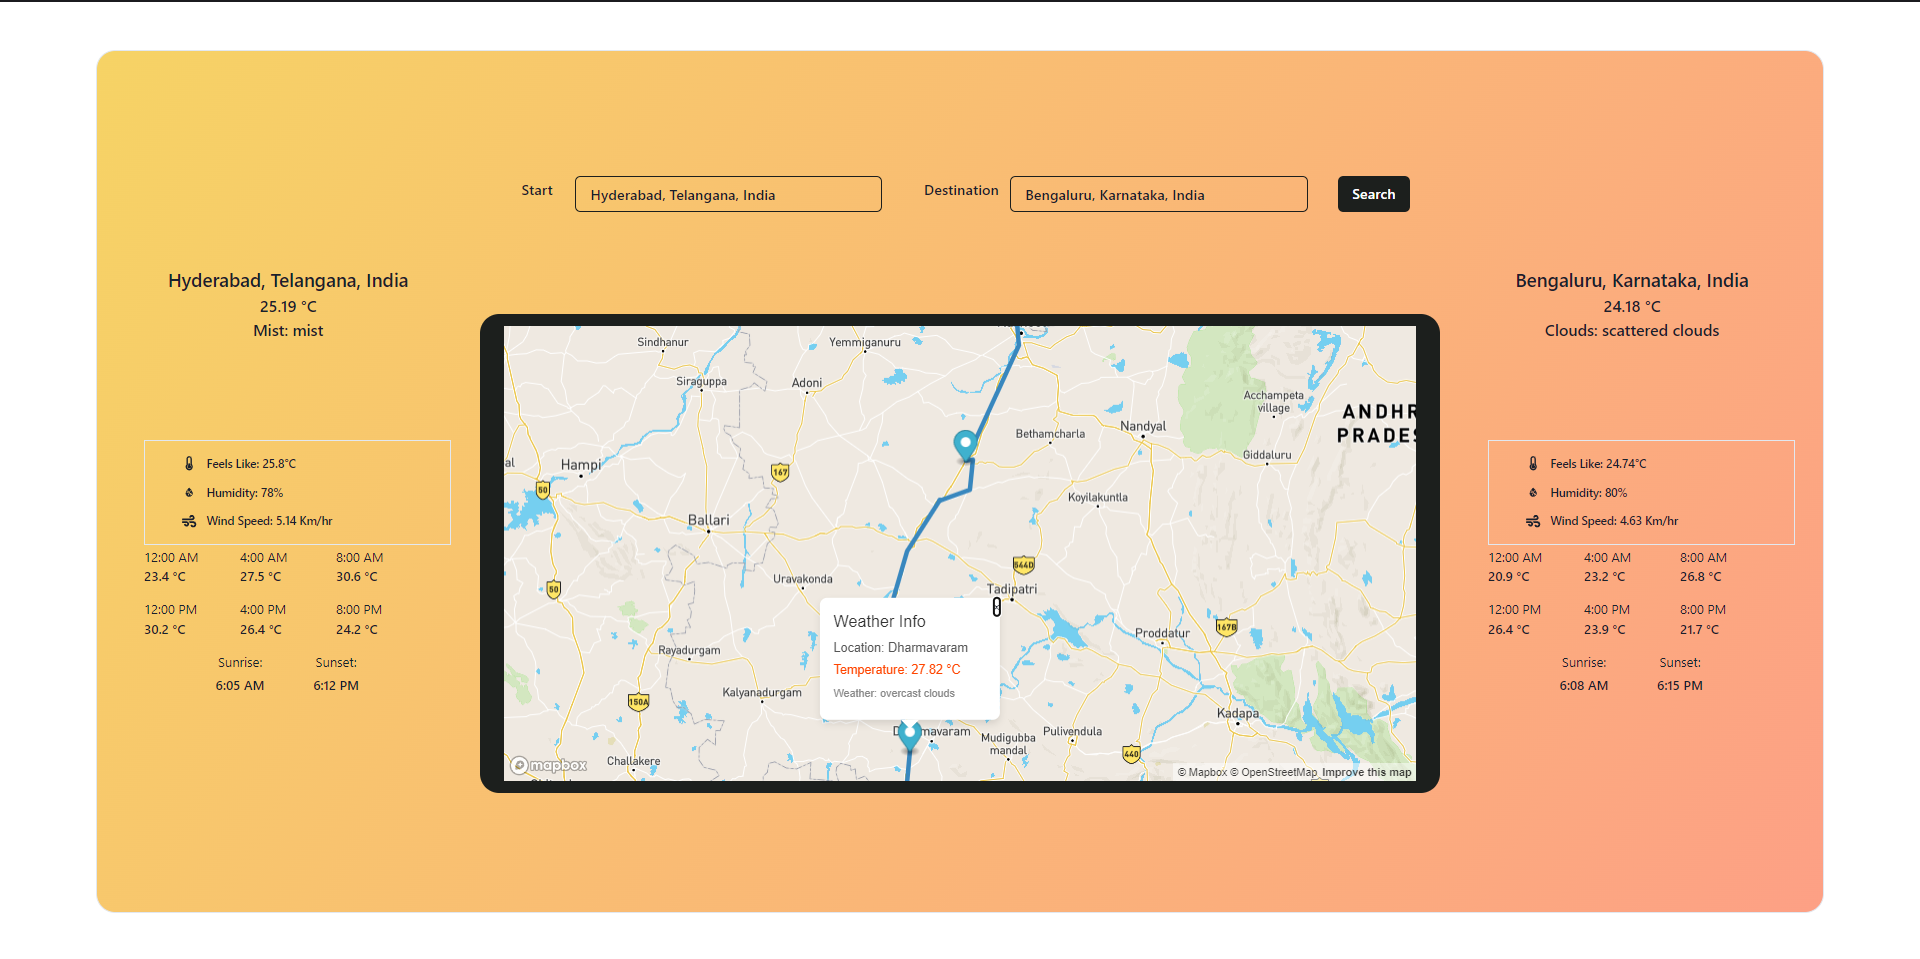 Start
Hyderabad, Telangana, India
Destination
Bengaluru, Karnataka, India
Search
Hyderabad, Telangana, India
25.19 °C
Mist: mist
Feels Like: 25.8°C
Humidity: 78%
Wind Speed: 5.14 Km/hr
12:00 AM 4:00 AM 8:00 AM
23.4 °C 27.5 °C 30.6 °C
12:00 PM 4:00 PM 8:00 PM
30.2 °C 26.4 °C 24.2 °C
Sunrise: Sunset:
6:05 AM 6:12 PM
Sindhanur
Yemmiganuru
Siraguppa
Adoni
Acchampeta
village
ANDHR
PRADES
Nandyal
Bethamcherla
Giddaluru
al
Hampi
167
50
Koyilakuntla
Ballari
544D
Uravakonda
Tadipatri
50
Weather Info
Location: Dharmavaram
Temperature: 27.82 °C
Weather: overcast clouds
167B
Proddatur
Rayadurgam
Kalyanadurgam
150A
Kadapa
D
mavaram
Mudigubba
mandal
Pulivendula
440
Challakere
mapbox
© Mapbox © OpenStreetMap Improve this map
Bengaluru, Karnataka, India
24.18 °C
Clouds: scattered clouds
Feels Like: 24.74°C
Humidity: 80%
Wind Speed: 4.63 Km/hr
12:00 AM 4:00 AM 8:00 AM
20.9 °C 23.2 °C 26.8 °C
12:00 PM 4:00 PM 8:00 PM
26.4 °C 23.9 °C 21.7 °C
Sunrise: Sunset:
6:08 AM 6:15 PM